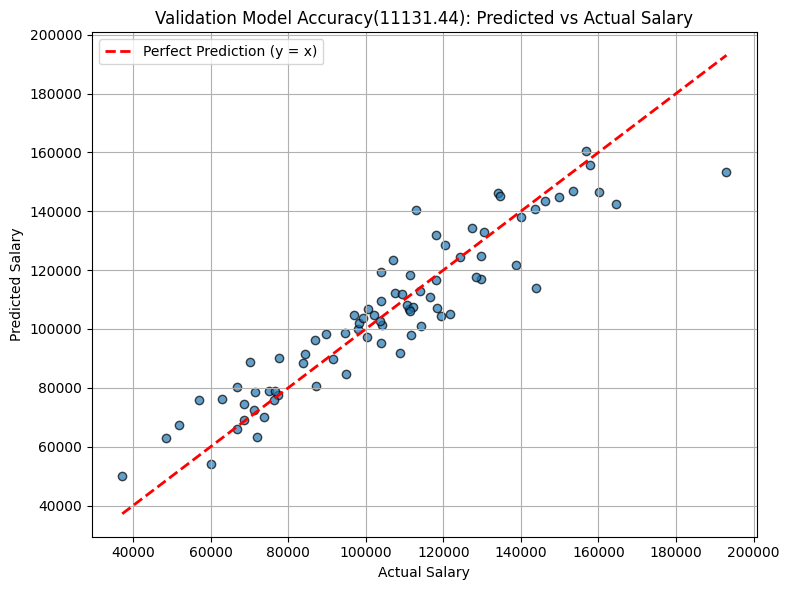 Validation Model Accuracy(11131.44): Predicted vs Actual Salary
Perfect Prediction (y = x)
Predicted Salary
200000
180000
160000
140000
120000
100000
80000
60000
40000
40000 60000 80000 100000 120000 140000 160000 180000 200000
Actual Salary